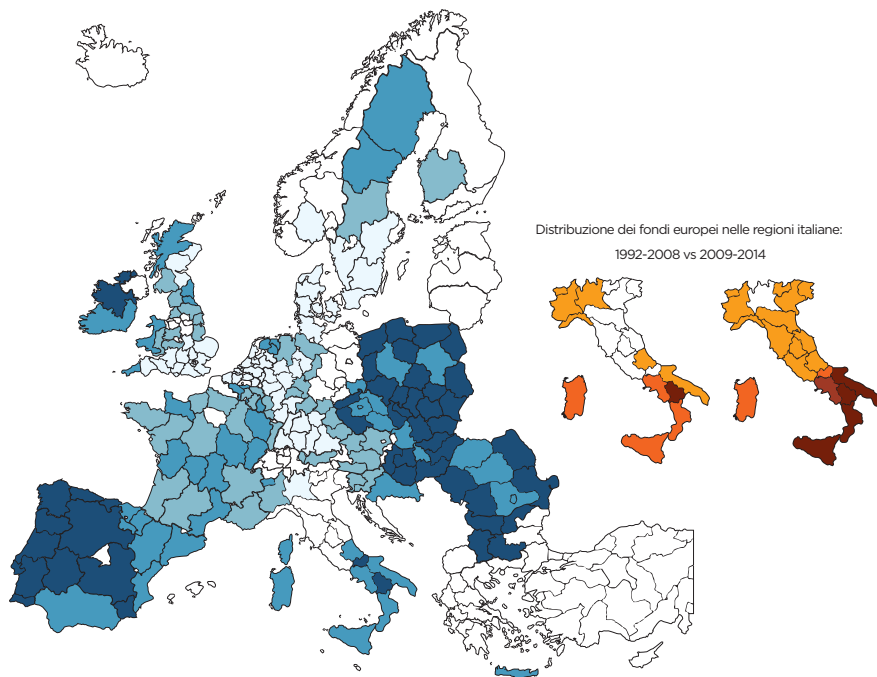 Distribuzione dei fondi europei nelle regioni italiane:
1992-2008 vs 2009-2014